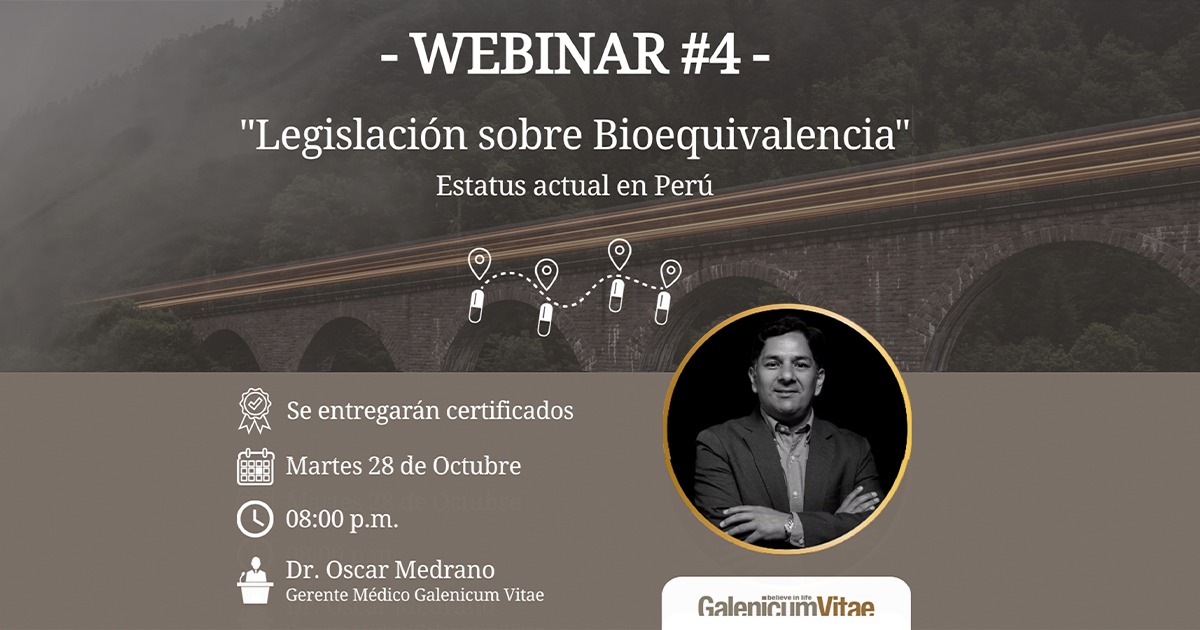 - WEBINAR #4 -
"Legislación sobre Bioequivalencia"
Estatus actual en Perú
Se entregarán certificados
Martes 28 de Octubre
08:00 p.m.
Dr. Oscar Medrano
Gerente Médico Galenicum Vitae
believe in life
GalenicumVitae